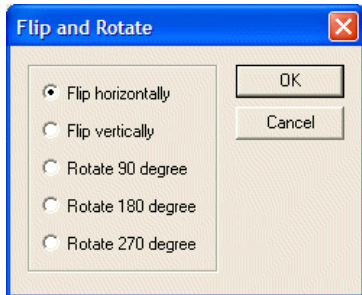 Flip and Rotate
Flip horizontally
Flip vertically
Rotate 90 degree
Rotate 180 degree
Rotate 270 degree
OK
Cancel